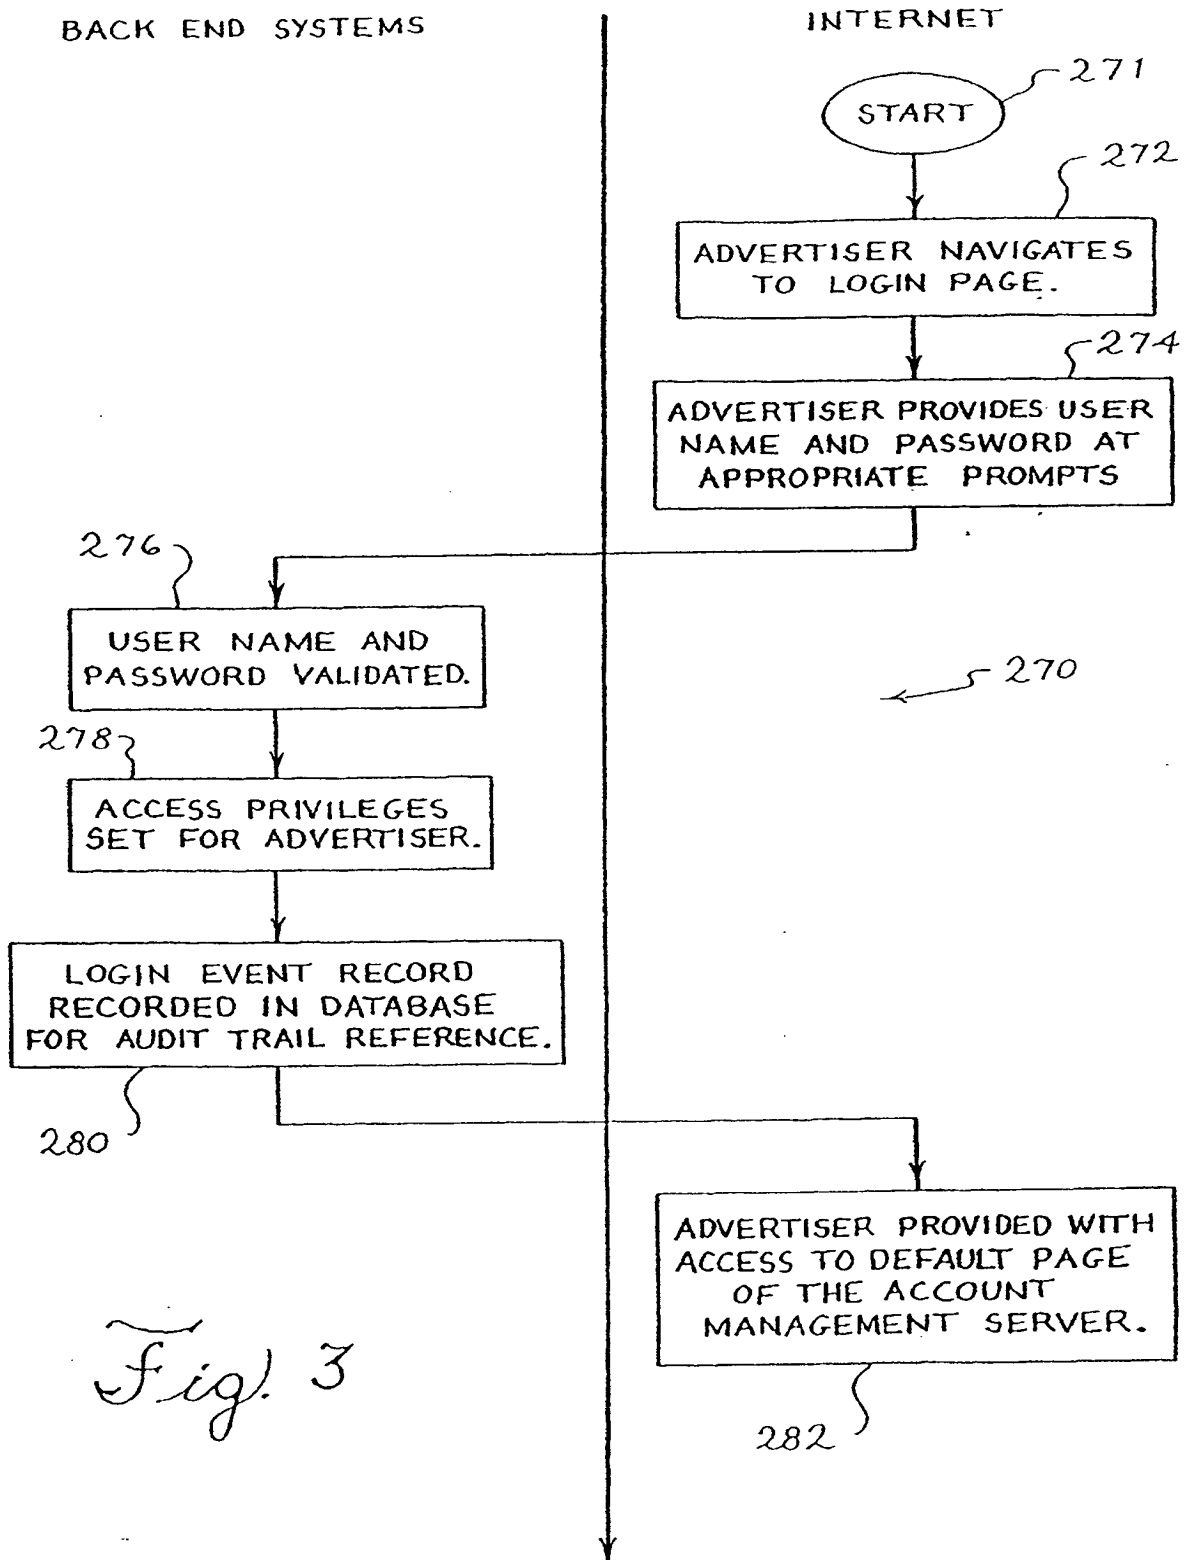 BACK END SYSTEMS
INTERNET
START
271
272
ADVERTISER NAVIGATES
TO LOGIN PAGE.
274
ADVERTISER PROVIDES USER
NAME AND PASSWORD AT
APPROPRIATE PROMPTS
276
USER NAME AND
PASSWORD VALIDATED.
270
278
ACCESS PRIVILEGES
SET FOR ADVERTISER.
LOGIN EVENT RECORD
RECORDED IN DATABASE
FOR AUDIT TRAIL REFERENCE.
280
ADVERTISER PROVIDED WITH
ACCESS TO DEFAULT PAGE
OF THE ACCOUNT
MANAGEMENT SERVER.
282
Fig. 3